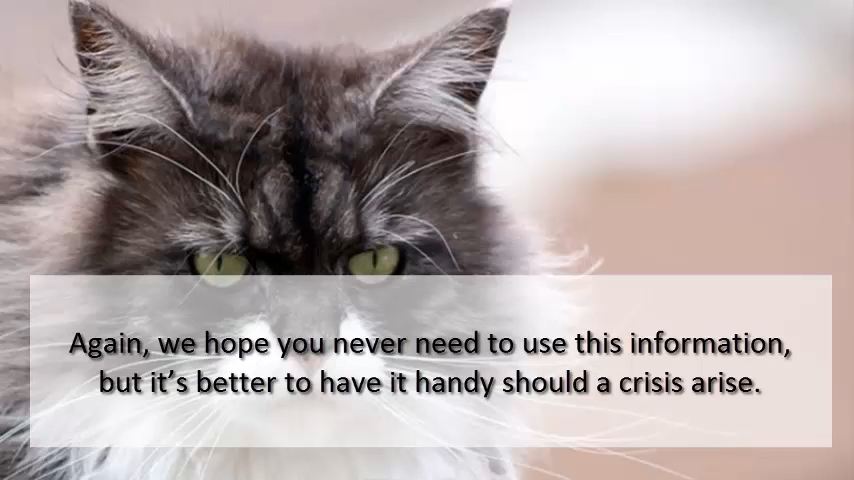 Again, we hope you never need to use this information,
but it’s better to have it handy should a crisis arise.